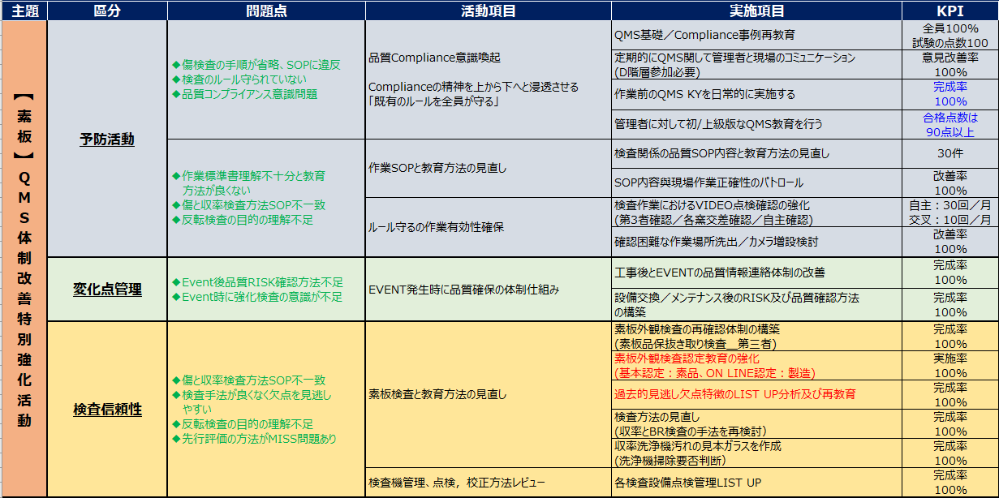 主題 區分 問題点 活動項目 実施項目 KPI
【素板】QMS体制改善特別強化活動
予防活動
◆傷検査の手順が省略、SOPに違反
◆検査のルール守られていない
◆品質コンプライアンス意識問題
品質Compliance意識喚起
Complianceの精神を上から下へと浸透させる
「既有のルールを全員が守る」
QMS基礎／Compliance事例再教育
全員100%
試験の点数100
定期的にQMS関して管理者と現場のコミュニケーション
(D階層参加必要)
意見改善率
100%
作業前のQMS KYを日常的に実施する
完成率
100%
管理者に対して初/上級版なQMS教育を行う
合格点数は
90点以上
◆作業標準書理解不十分と教育
方法が良くない
◆傷と収率検査方法SOP不一致
◆反転検査の目的の理解不足
作業SOPと教育方法の見直し
検査関係の品質SOP内容と教育方法の見直し
30件
SOP内容與現場作業正確性のパトロール
改善率
100%
ルール守るの作業有効性確保
検査作業におけるVIDEO点検確認の強化
(第3者確認／各窯交差確認／自主確認)
自主：30回／月
交叉：10回／月
確認困難な作業場所洗出／カメラ増設検討
改善率
100%
変化点管理
◆Event後品質RISK確認方法不足
◆Event時に強化検査の意識が不足
EVENT発生時に品質確保の体制仕組み
工事後とEVENTの品質情報連絡体制の改善
完成率
100%
設備交換／メンテナンス後のRISK及び品質確認方法
の構築
完成率
100%
検査信頼性
◆傷と収率検査方法SOP不一致
◆検査手法が良くなく欠点を見逃し
やすい
◆反転検査の目的の理解不足
◆先行評価の方法がMISS問題あり
素板検査と教育方法の見直し
素板外観検査の再確認体制の構築
(素板品保抜き取り検査__第三者)
完成率
100%
素板外観検査認定教育の強化
(基本認定：素品、ON LINE認定：製造)
実施率
100%
過去的見逃し欠点特徴のLIST UP分析及び再教育
完成率
100%
検査方法の見直し
(収率とBR検査の手法を再検討)
完成率
100%
収率洗浄機汚れの見本ガラスを作成
(洗浄機掃除要否判断)
完成率
100%
検査機管理、点検，校正方法レビュー
各検査設備点検管理LIST UP
完成率
100%